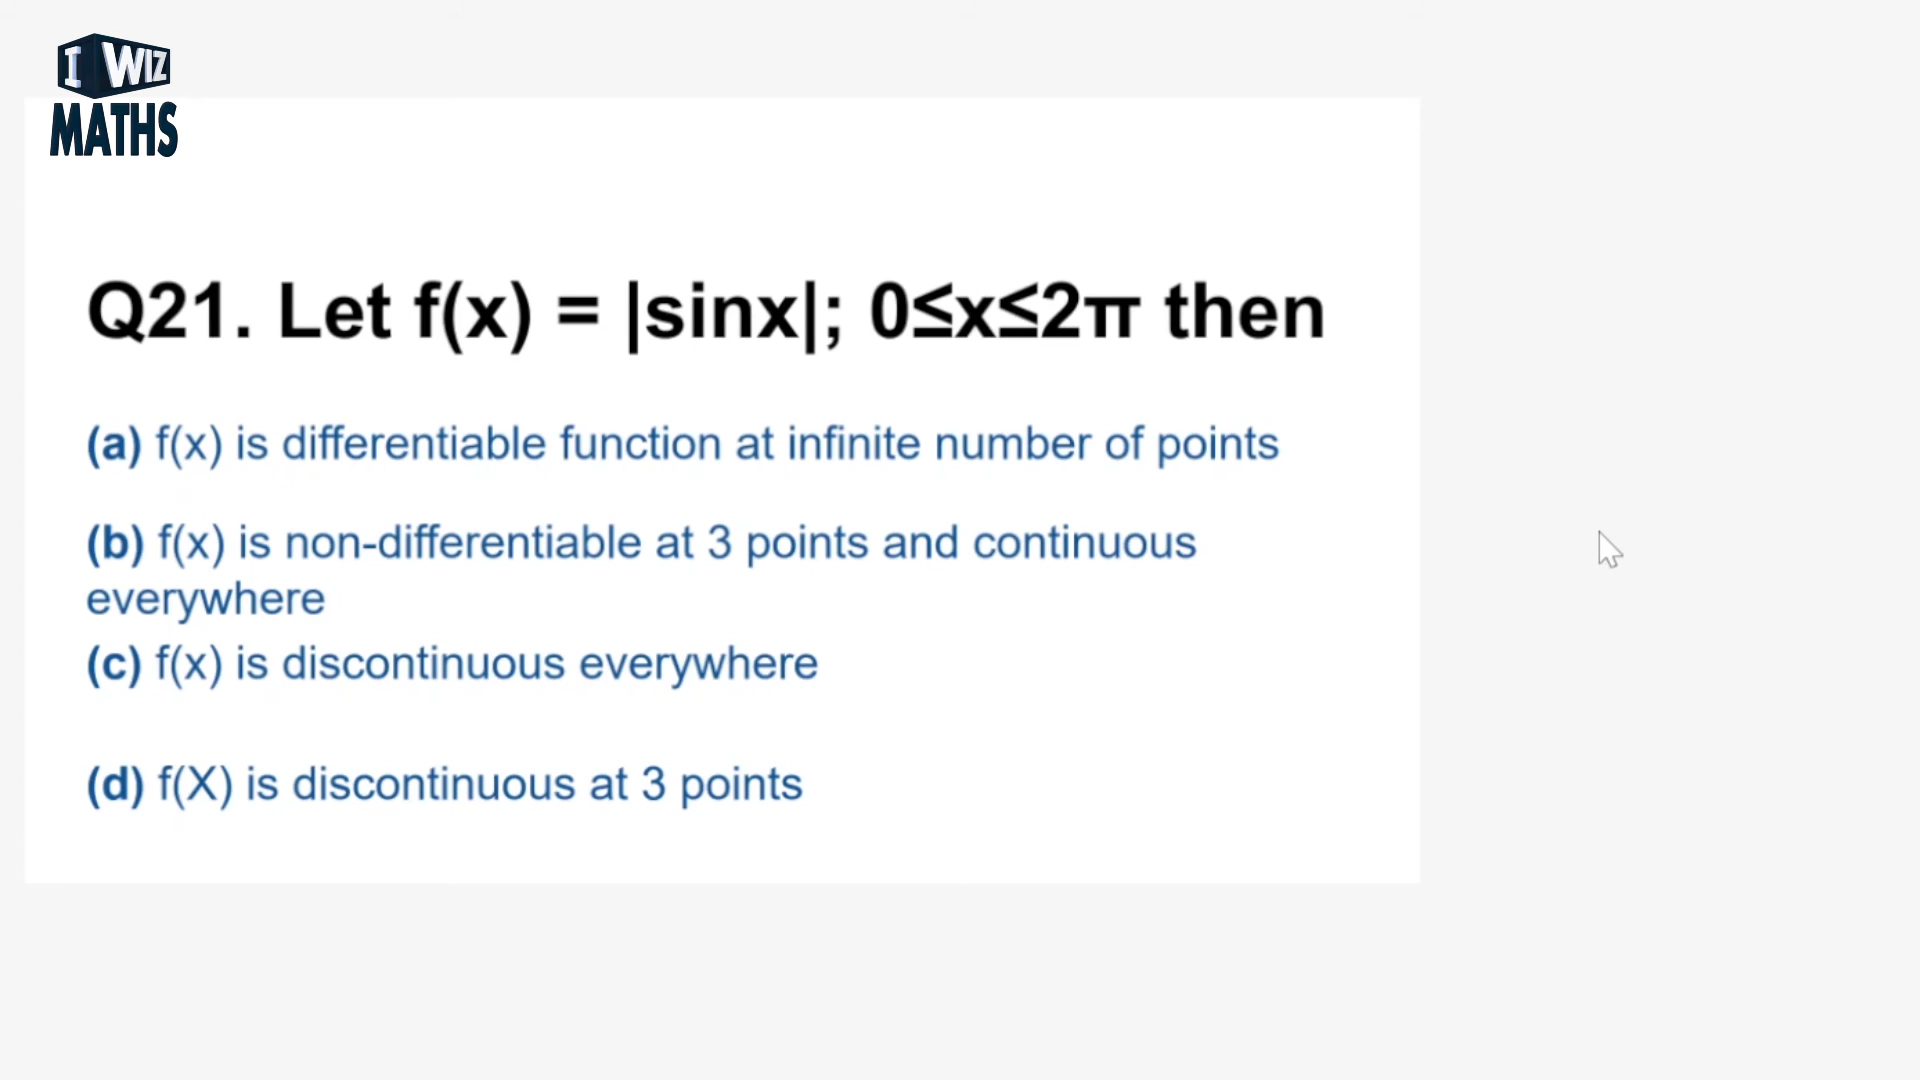 I WIZ
MATHS
Q21. Let f(x) = |sinx|; 0≤x≤2π then
(a) f(x) is differentiable function at infinite number of points
(b) f(x) is non-differentiable at 3 points and continuous
everywhere
(c) f(x) is discontinuous everywhere
(d) f(X) is discontinuous at 3 points